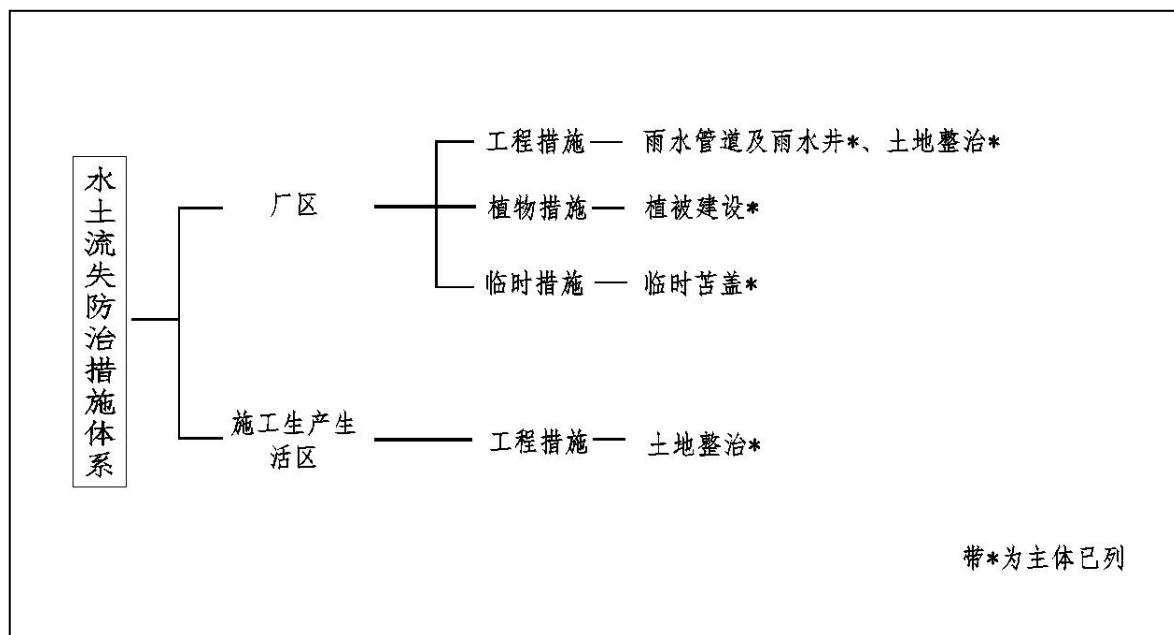 水土流失防治措施体系
厂区
工程措施
雨水管道及雨水井*、土地整治*
植物措施
植被建设*
临时措施
临时苫盖*
施工生产生
活区
工程措施
土地整治*
带*为主体已列